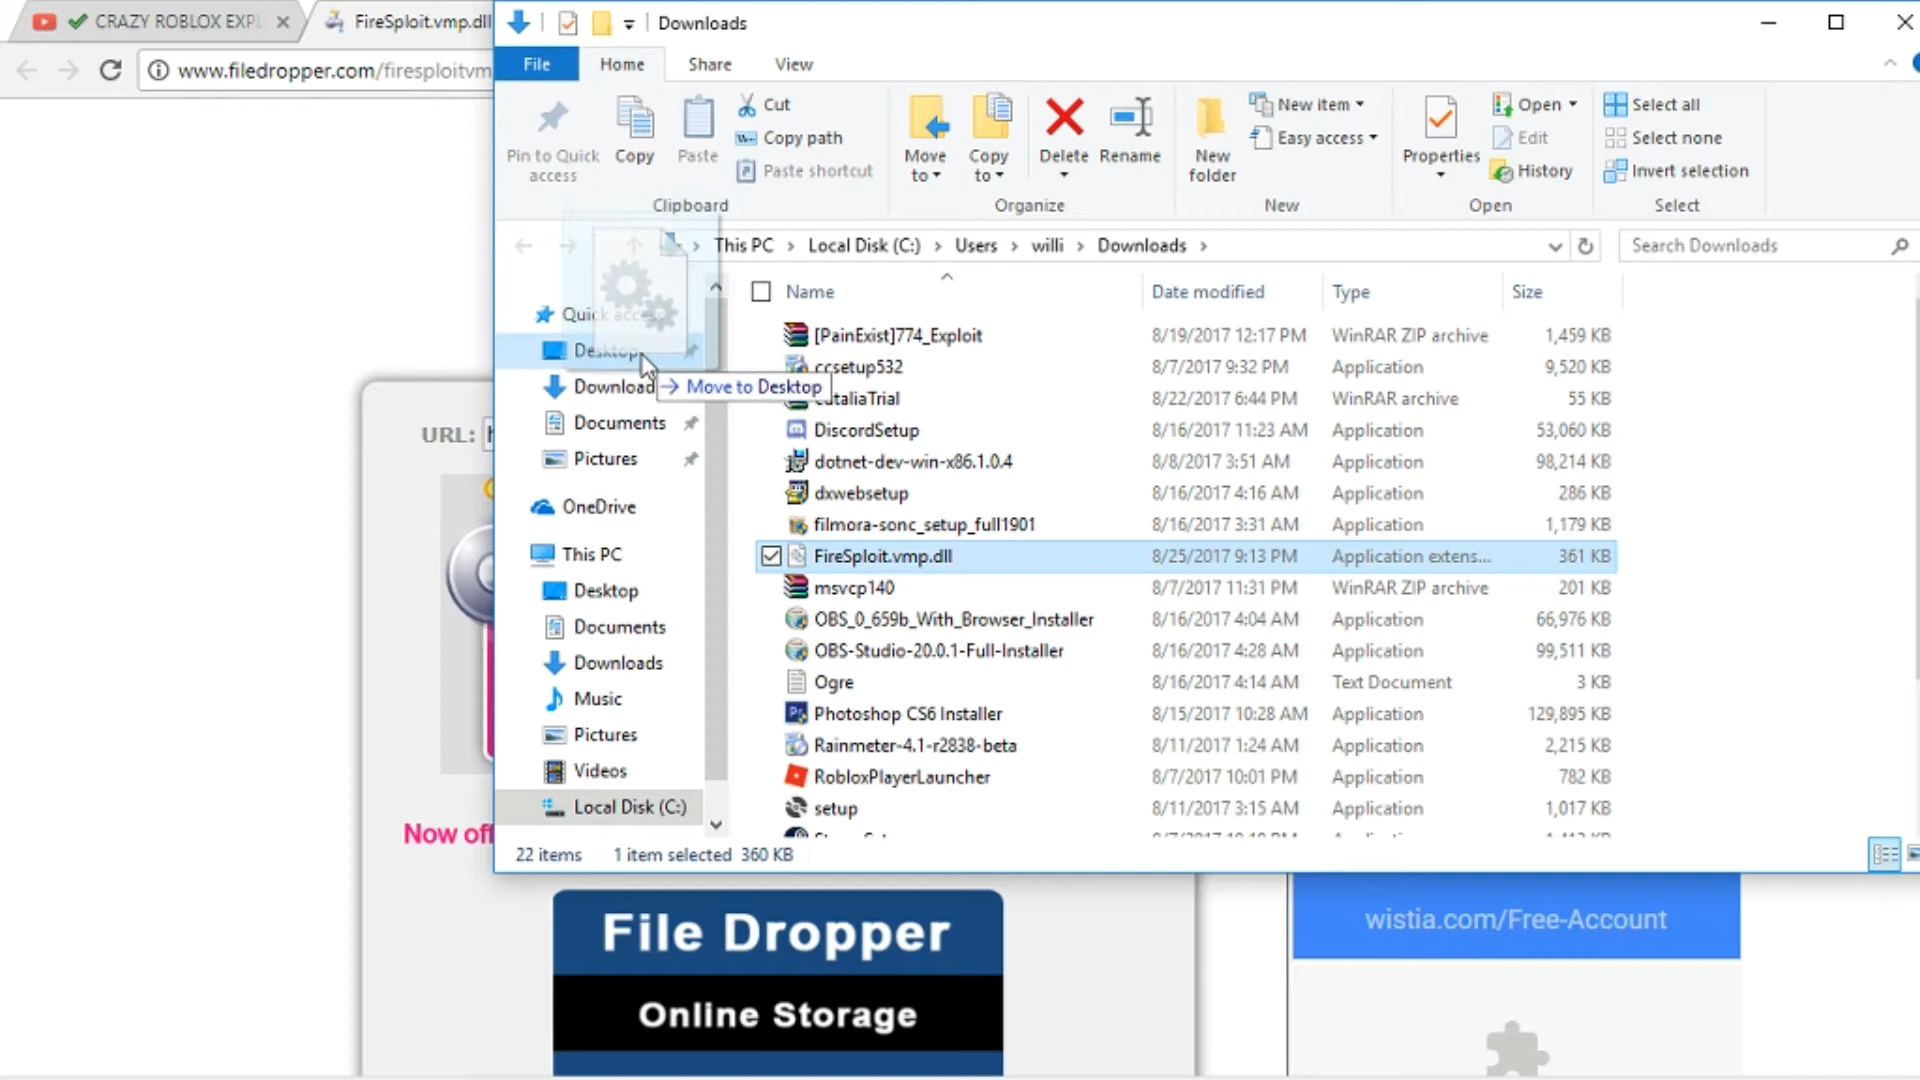 CRAZY ROBLOX EXPL
FireSploit.vmp.dll
Downloads
www.filedropper.com/firesploitvm
File
Home
Share
View
Pin to Quick access
Copy
Paste
Cut
Copy path
Paste shortcut
Move to
Copy to
Delete
Rename
New folder
New item
Easy access
Properties
Open
Edit
History
Select all
Select none
Invert selection
Clipboard
Organize
New
Open
Select
This PC > Local Disk (C:) > Users > willi > Downloads >
Search Downloads
Name
Date modified
Type
Size
Quick access
Desktop
Download
Move to Desktop
Documents
Pictures
OneDrive
This PC
Desktop
Documents
Downloads
Music
Pictures
Videos
Local Disk (C:)
[PainExist]774_Exploit 8/19/2017 12:17 PM WinRAR ZIP archive 1,459 KB
ccsetup532 8/7/2017 9:32 PM Application 9,520 KB
8/22/2017 6:44 PM WinRAR archive 55 KB
DiscordSetup 8/16/2017 11:23 AM Application 53,060 KB
dotnet-dev-win-x86.1.0.4 8/8/2017 3:51 AM Application 98,214 KB
dxwebsetup 8/16/2017 4:16 AM Application 286 KB
filmora-sonc_setup_full1901 8/16/2017 3:31 AM Application 1,179 KB
FireSploit.vmp.dll 8/25/2017 9:13 PM Application extens... 361 KB
msvcp140 8/7/2017 11:31 PM WinRAR ZIP archive 201 KB
OBS_0_659b_With_Browser_Installer 8/16/2017 4:04 AM Application 66,976 KB
OBS-Studio-20.0.1-Full-Installer 8/16/2017 4:28 AM Application 99,511 KB
Ogre 8/16/2017 4:14 AM Text Document 3 KB
Photoshop CS6 Installer 8/15/2017 10:28 AM Application 129,895 KB
Rainmeter-4.1-r2838-beta 8/11/2017 1:24 AM Application 2,215 KB
RobloxPlayerLauncher 8/7/2017 10:01 PM Application 782 KB
setup 8/11/2017 3:15 AM Application 1,017 KB
22 items 1 item selected 360 KB
URL:
Now off
File Dropper
Online Storage
wistia.com/Free-Account